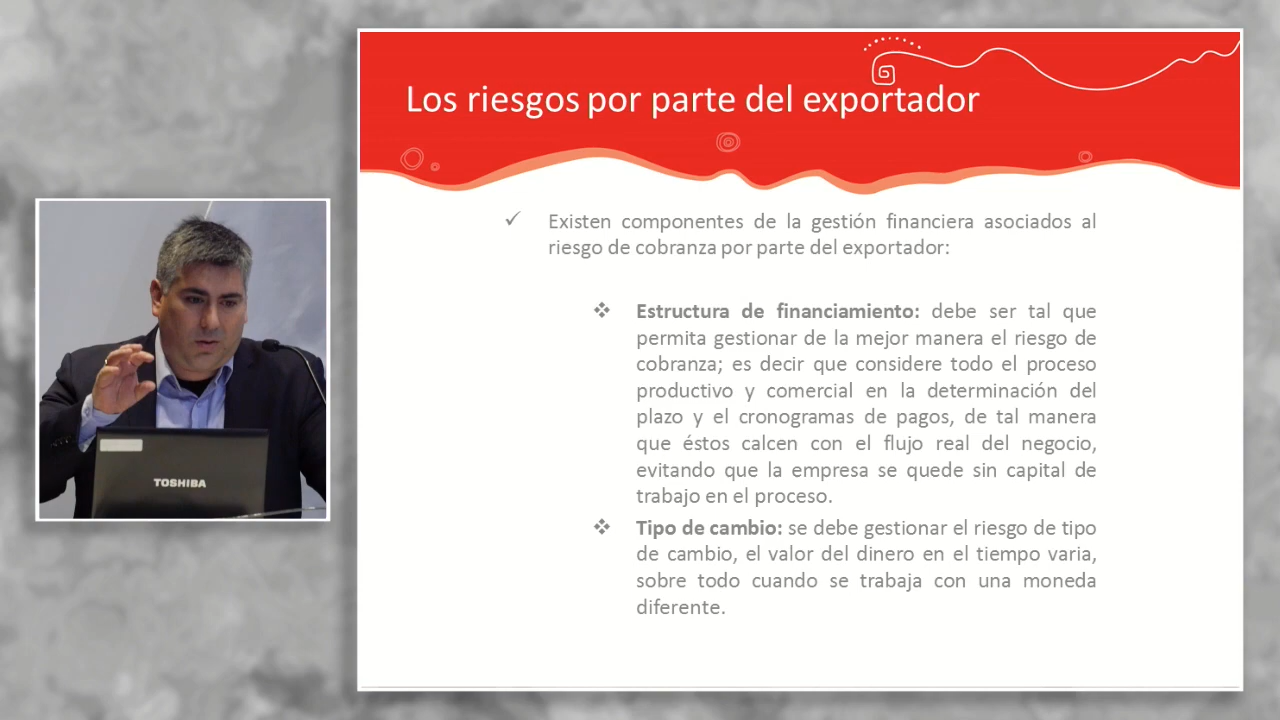 Los riesgos por parte del exportador
Existen componentes de la gestión financiera asociados al
riesgo de cobranza por parte del exportador:
Estructura de financiamiento: debe ser tal que
permita gestionar de la mejor manera el riesgo de
cobranza; es decir que considere todo el proceso
productivo y comercial en la determinación del
plazo y el cronogramas de pagos, de tal manera
que éstos calcen con el flujo real del negocio,
evitando que la empresa se quede sin capital de
trabajo en el proceso.
Tipo de cambio: se debe gestionar el riesgo de tipo
de cambio, el valor del dinero en el tiempo varia,
sobre todo cuando se trabaja con una moneda
diferente.
TOSHIBA